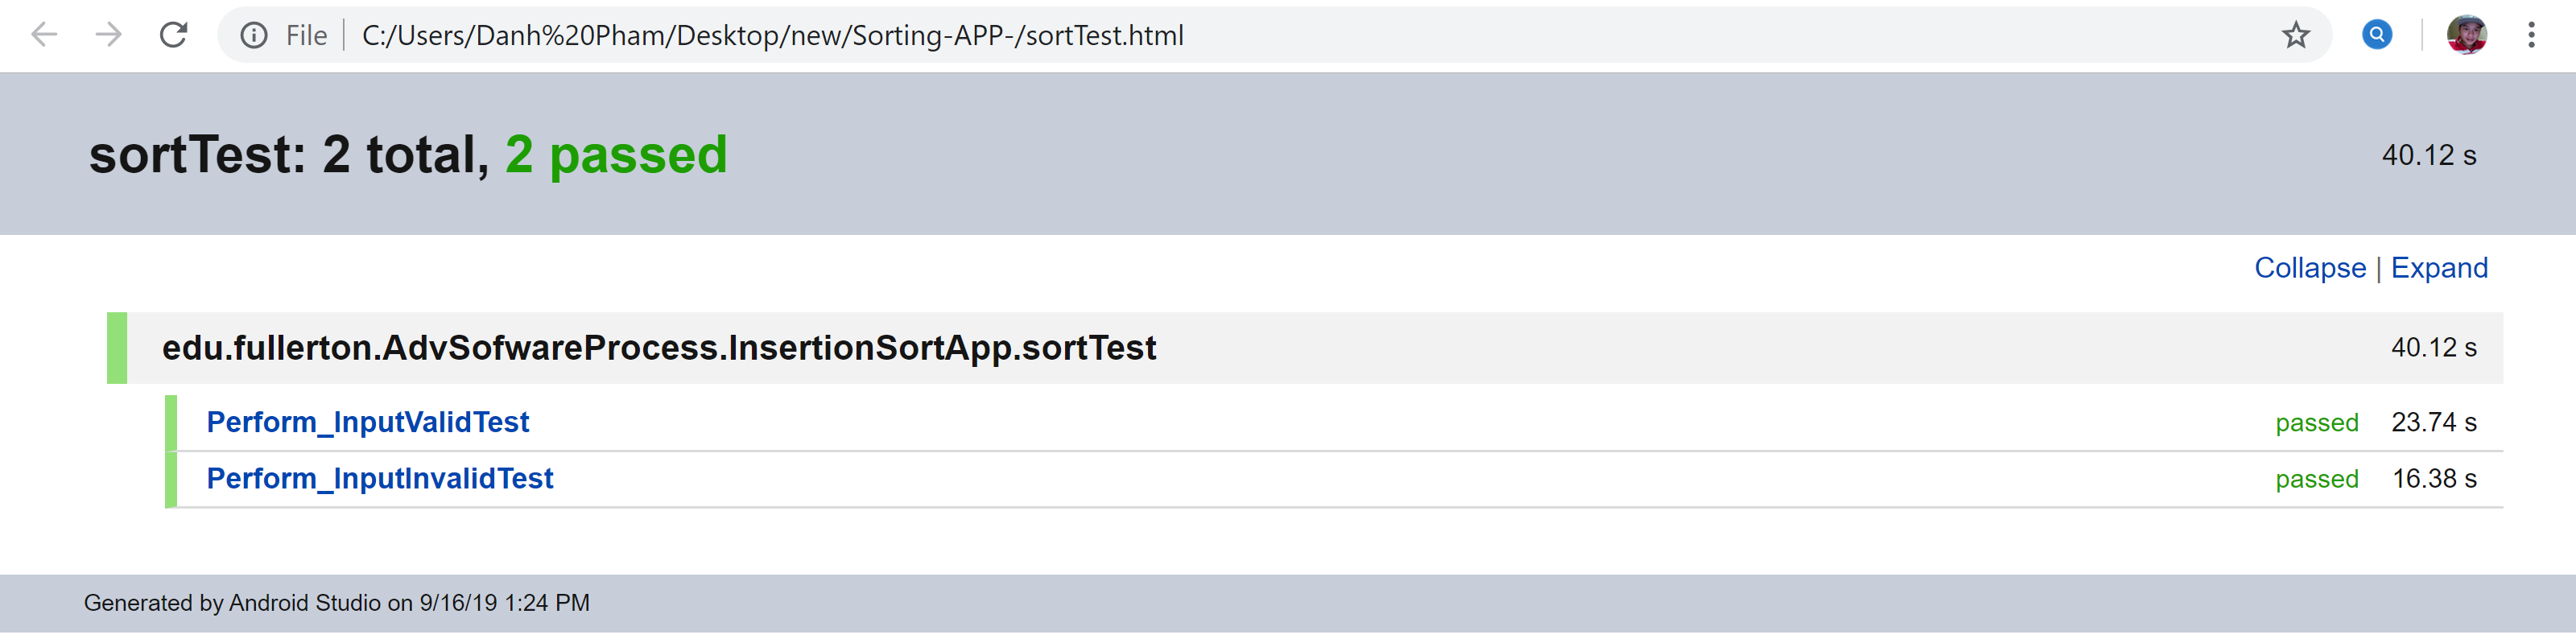 File C:/Users/Danh%20Pham/Desktop/new/Sorting-APP-/sortTest.html
sortTest: 2 total, 2 passed 40.12 s
Collapse | Expand
edu.fullerton.AdvSofwareProcess.InsertionSortApp.sortTest 40.12 s
Perform_InputValidTest passed 23.74 s
Perform_InputInvalidTest passed 16.38 s
Generated by Android Studio on 9/16/19 1:24 PM